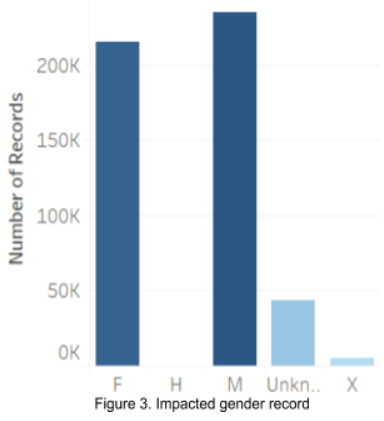 200K
150K
100K
50K
0K
Number of Records
F H M Unkn.. X
Figure 3. Impacted gender record